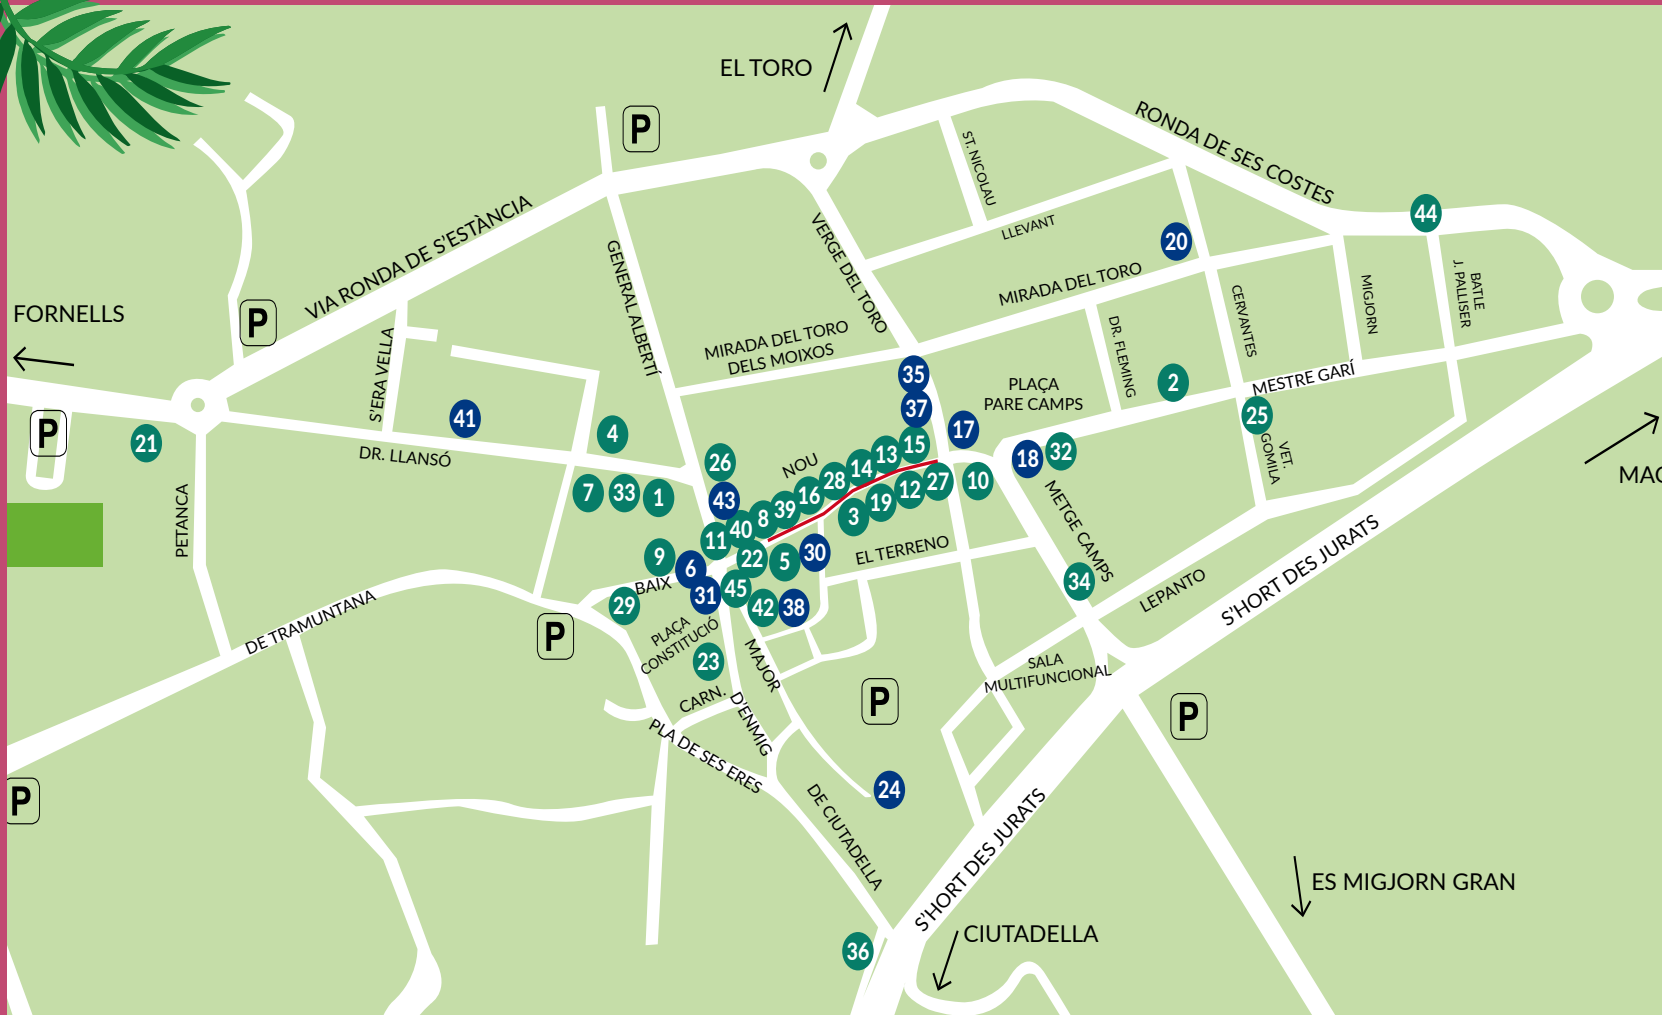 EL TORO
P
RONDA DE SES COSTES
ST. NICOLAU
44
VIA RONDA DE S'ESTÀNCIA
VERGE DEL TORO
LLEVANT
20
GENERAL ALBERTÍ
MIRADA DEL TORO
BATLE
J. PALLISER
MIGJORN
CERVANTES
FORNELLS
P
S'ERA VELLA
MIRADA DEL TORO
DELS MOIXOS
DR. FLEMING
35
PLAÇA
PARE CAMPS
2
MESTRE GARÍ
37
25
P
21
41
4
17
VET.
GOMILA
DR. LLANSÓ
26
NOU
28
14
13
15
18
32
MAÓ
7
33
1
43
16
12
27
10
METGE CAMPS
PETANCA
11
40
8
39
3
19
9
6
22
5
30
EL TERRENO
S'HORT DES JURATS
34
LEPANTO
BAIX
29
31
45
42
38
DE TRAMUNTANA
P
PLAÇA
CONSTITUCIÓ
23
MAJOR
SALA
MULTIFUNCIONAL
CARN.
D'ENMIG
P
P
PLA DE SES ERES
P
24
DE CIUTADELLA
S'HORT DES JURATS
ES MIGJORN GRAN
36
CIUTADELLA